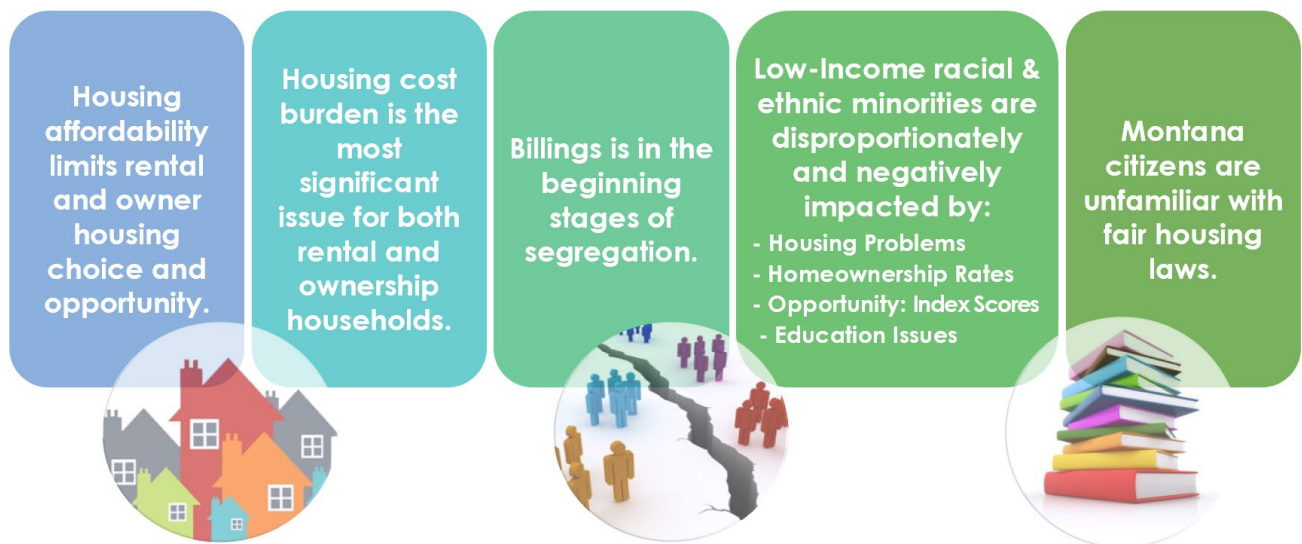 Housing
affordability
limits rental
and owner
housing
choice and
opportunity.
Housing cost
burden is the
most
significant
issue for both
rental and
ownership
households.
Billings is in the
beginning
stages of
segregation.
Low-Income racial &
ethnic minorities are
disproportionately
and negatively
impacted by:
- Housing Problems
- Homeownership Rates
- Opportunity: Index Scores
- Education Issues
Montana
citizens are
unfamiliar with
fair housing
laws.